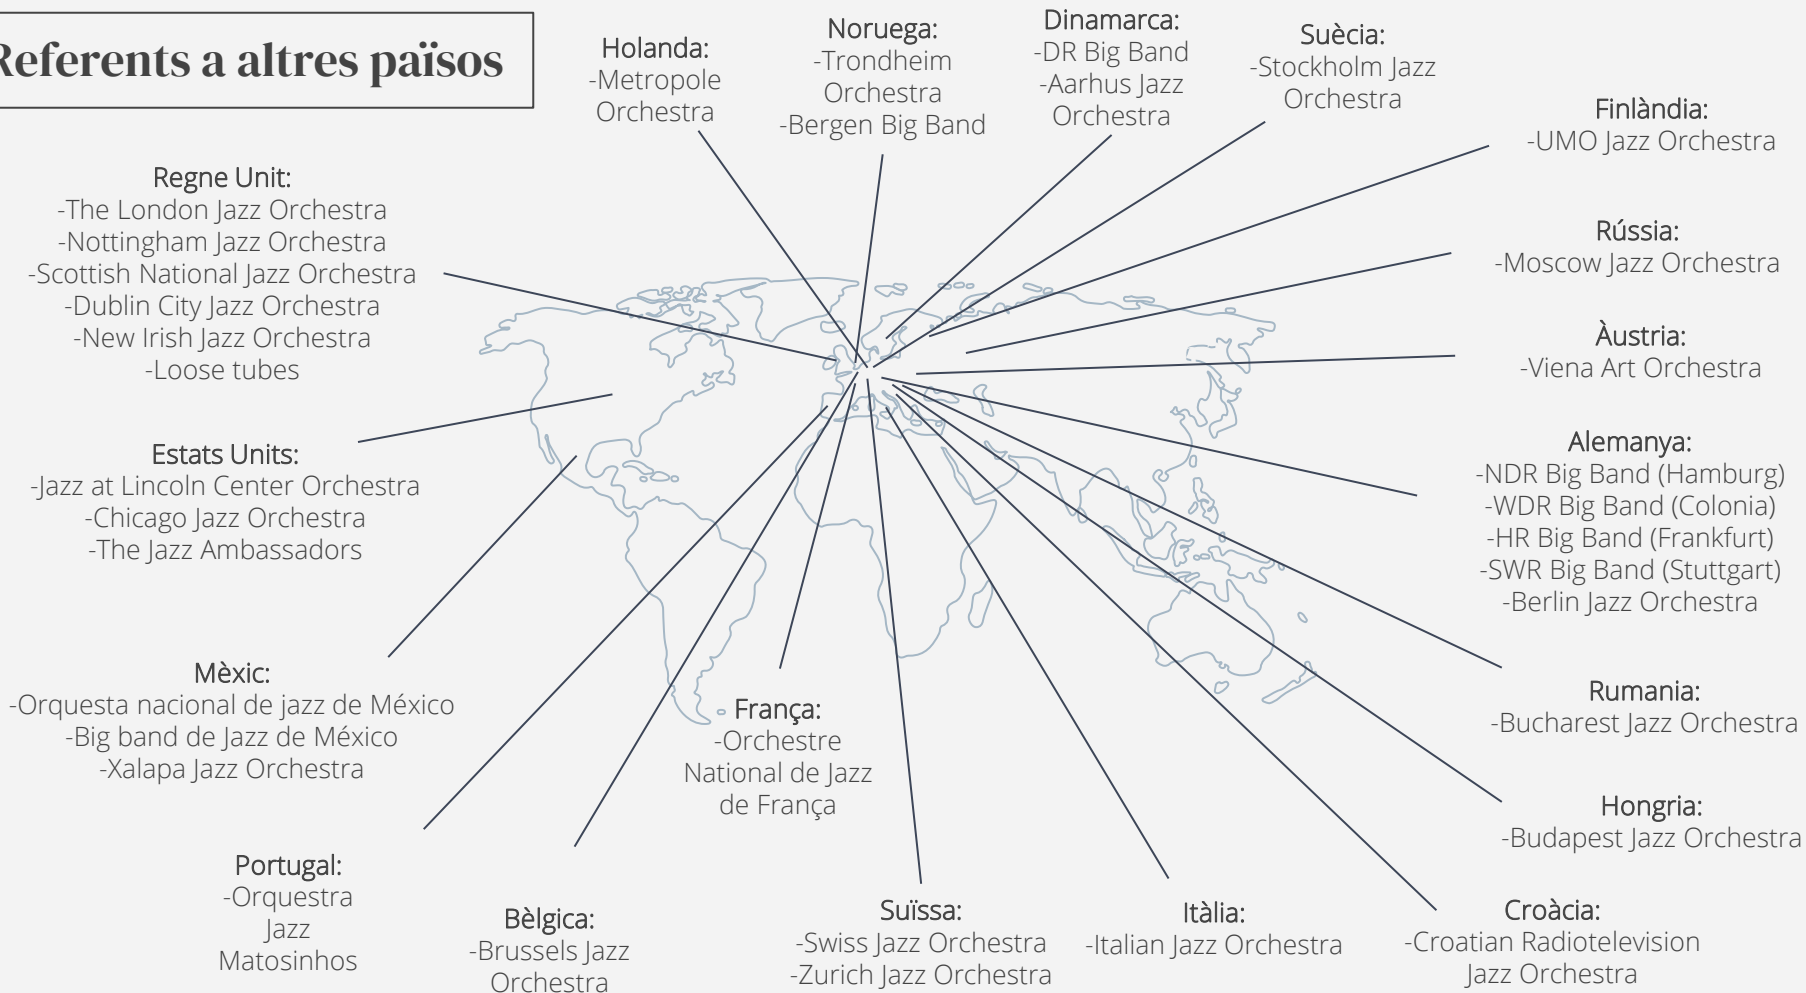 Referents a altres països
Holanda:
-Metropole
Orchestra
Noruega:
-Trondheim
Orchestra
-Bergen Big Band
Dinamarca:
-DR Big Band
-Aarhus Jazz
Orchestra
Suècia:
-Stockholm Jazz
Orchestra
Finlàndia:
-UMO Jazz Orchestra
Regne Unit:
-The London Jazz Orchestra
-Nottingham Jazz Orchestra
-Scottish National Jazz Orchestra
-Dublin City Jazz Orchestra
-New Irish Jazz Orchestra
-Loose tubes
Rússia:
-Moscow Jazz Orchestra
Àustria:
-Viena Art Orchestra
Estats Units:
-Jazz at Lincoln Center Orchestra
-Chicago Jazz Orchestra
-The Jazz Ambassadors
Alemanya:
-NDR Big Band (Hamburg)
-WDR Big Band (Colonia)
-HR Big Band (Frankfurt)
-SWR Big Band (Stuttgart)
-Berlin Jazz Orchestra
Mèxic:
-Orquesta nacional de jazz de México
-Big band de Jazz de México
-Xalapa Jazz Orchestra
França:
-Orchestre
National de Jazz
de França
Rumania:
-Bucharest Jazz Orchestra
Hongria:
-Budapest Jazz Orchestra
Portugal:
-Orquestra
Jazz
Matosinhos
Bèlgica:
-Brussels Jazz
Orchestra
Suïssa:
-Swiss Jazz Orchestra
-Zurich Jazz Orchestra
Itàlia:
-Italian Jazz Orchestra
Croàcia:
-Croatian Radiotelevision
Jazz Orchestra